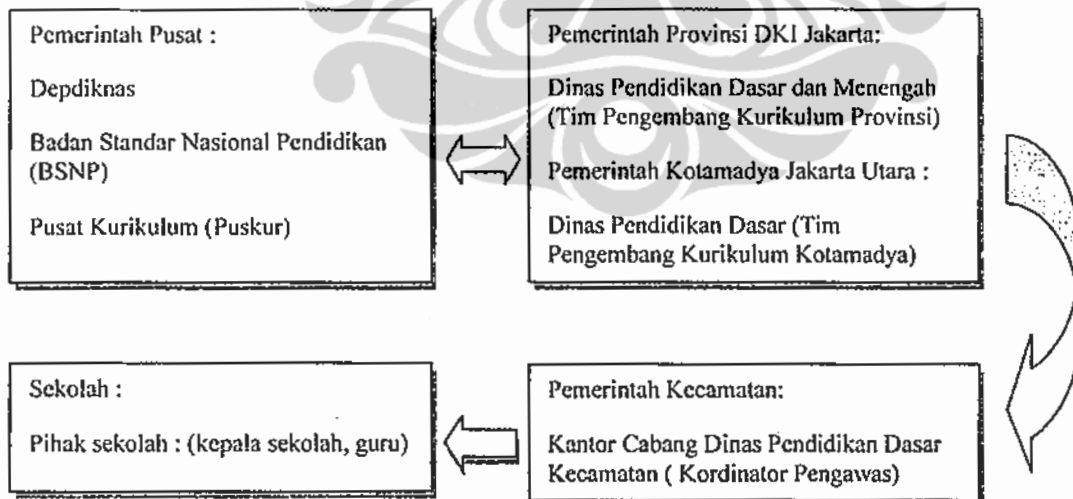 Pemerintah Pusat :
Depdiknas
Badan Standar Nasional Pendidikan
(BSNP)
Pusat Kurikulum (Puskur)
Pemerintah Provinsi DKI Jakarta:
Dinas Pendidikan Dasar dan Menengah
(Tim Pengembang Kurikulum Provinsi)
Pemerintah Kotamadya Jakarta Utara :
Dinas Pendidikan Dasar (Tim
Pengembang Kurikulum Kotamadya)
Sekolah :
Pihak sekolah : (kepala sekolah, guru)
Pemerintah Kecamatan:
Kantor Cabang Dinas Pendidikan Dasar
Kecamatan ( Kordinator Pengawas)